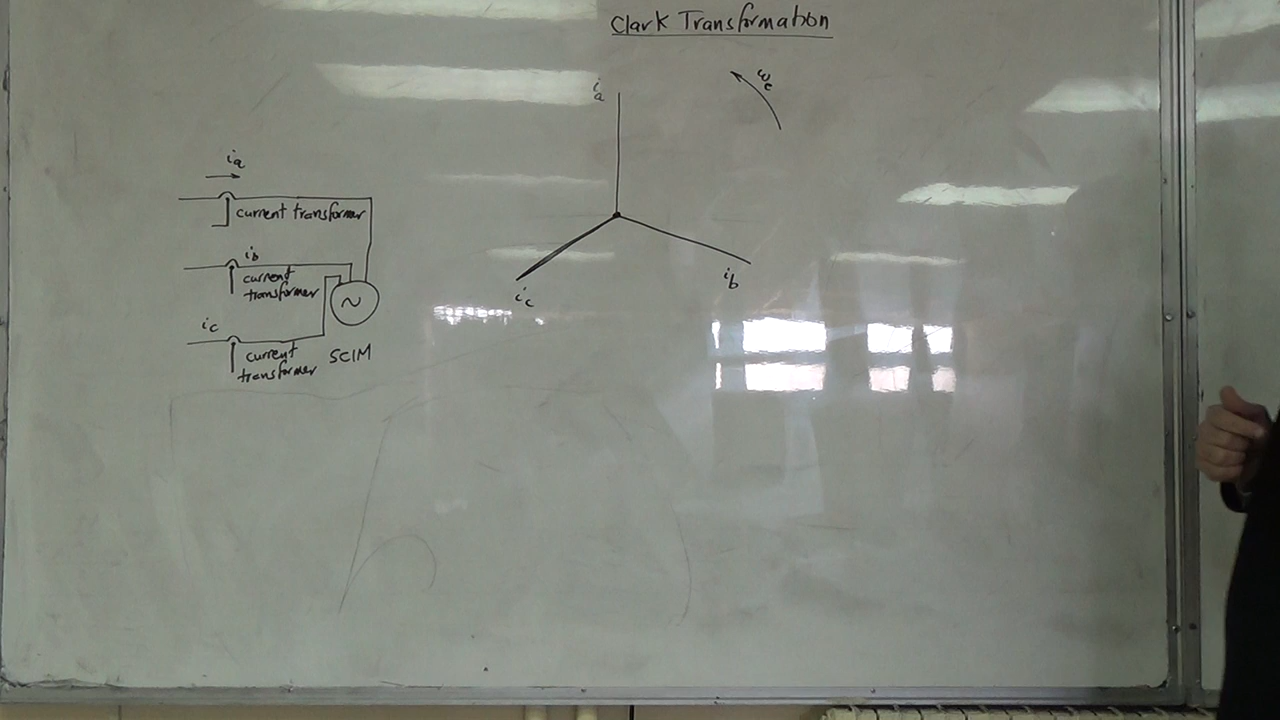 Clark Transformation
ia
ωe
ia
current transformer
ib
current
transformer
ic
current
transformer
SCIM
~
ib
ic